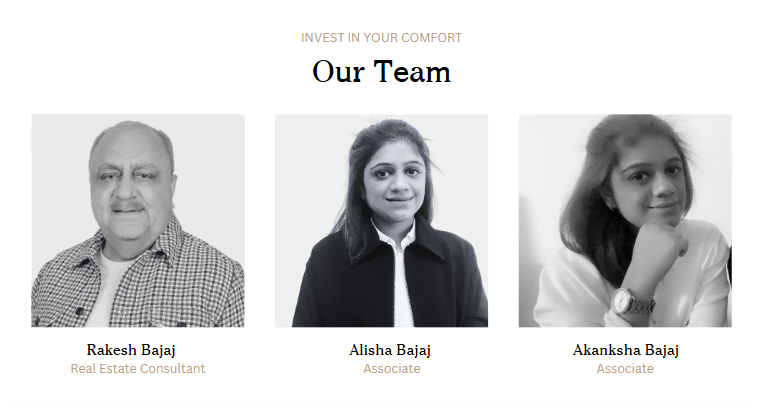 INVEST IN YOUR COMFORT
Our Team
Rakesh Bajaj
Real Estate Consultant
Alisha Bajaj
Associate
Akanksha Bajaj
Associate